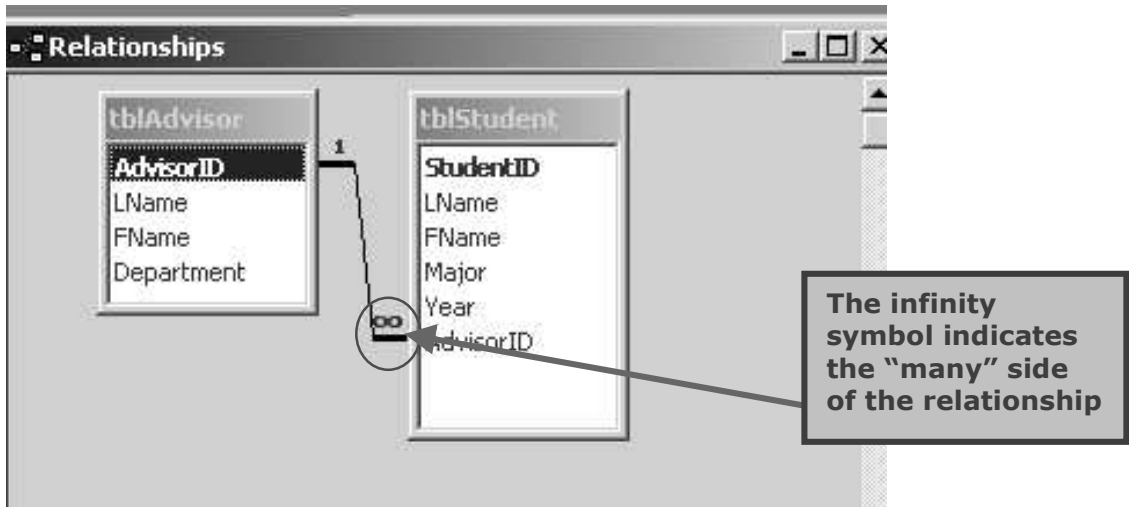 Relationships
tblAdvisor
AdvisorID
LName
FName
Department
1
∞
tblStudent
StudentID
LName
FName
Major
Year
AdvisorID
The infinity
symbol indicates
the “many” side
of the relationship